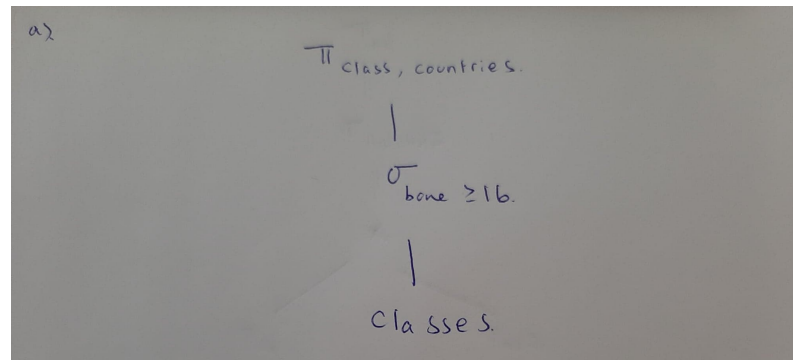 a)
π class, countries.
σ bore ≥ 16.
Classes.